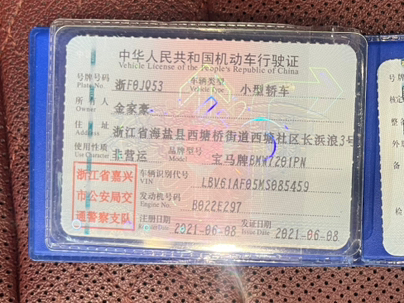 中华人民共和国机动车行驶证
Vehicle License of the People's Republic of China
号牌号码 浙F0JQ53 车辆类型 小型轿车
Plate No. Vehicle Type
所有人 金家豪
Owner
住址 浙江省海盐县西塘桥街道西塘社区长浜浪3号
Address
使用性质 非营运 品牌型号 宝马牌BMW7201PN
Use Character Model
浙江省嘉兴
市公安局交
通警察支队
车辆识别代号 LBV61AF05MS085459
VIN
发动机号码 B022E297
Engine No.
注册日期 2021-06-08 发证日期 2021-06-08
Register Date Issue Date